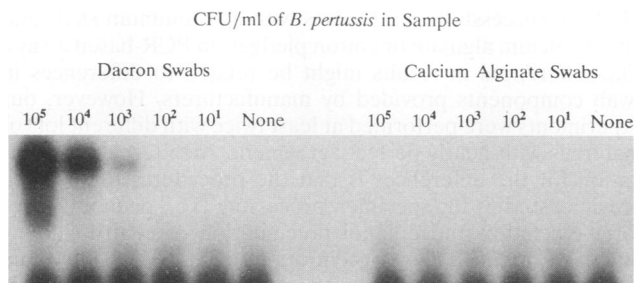 CFU/ml of B. pertussis in Sample
Dacron Swabs Calcium Alginate Swabs
10⁵ 10⁴ 10³ 10² 10¹ None 10⁵ 10⁴ 10³ 10² 10¹ None